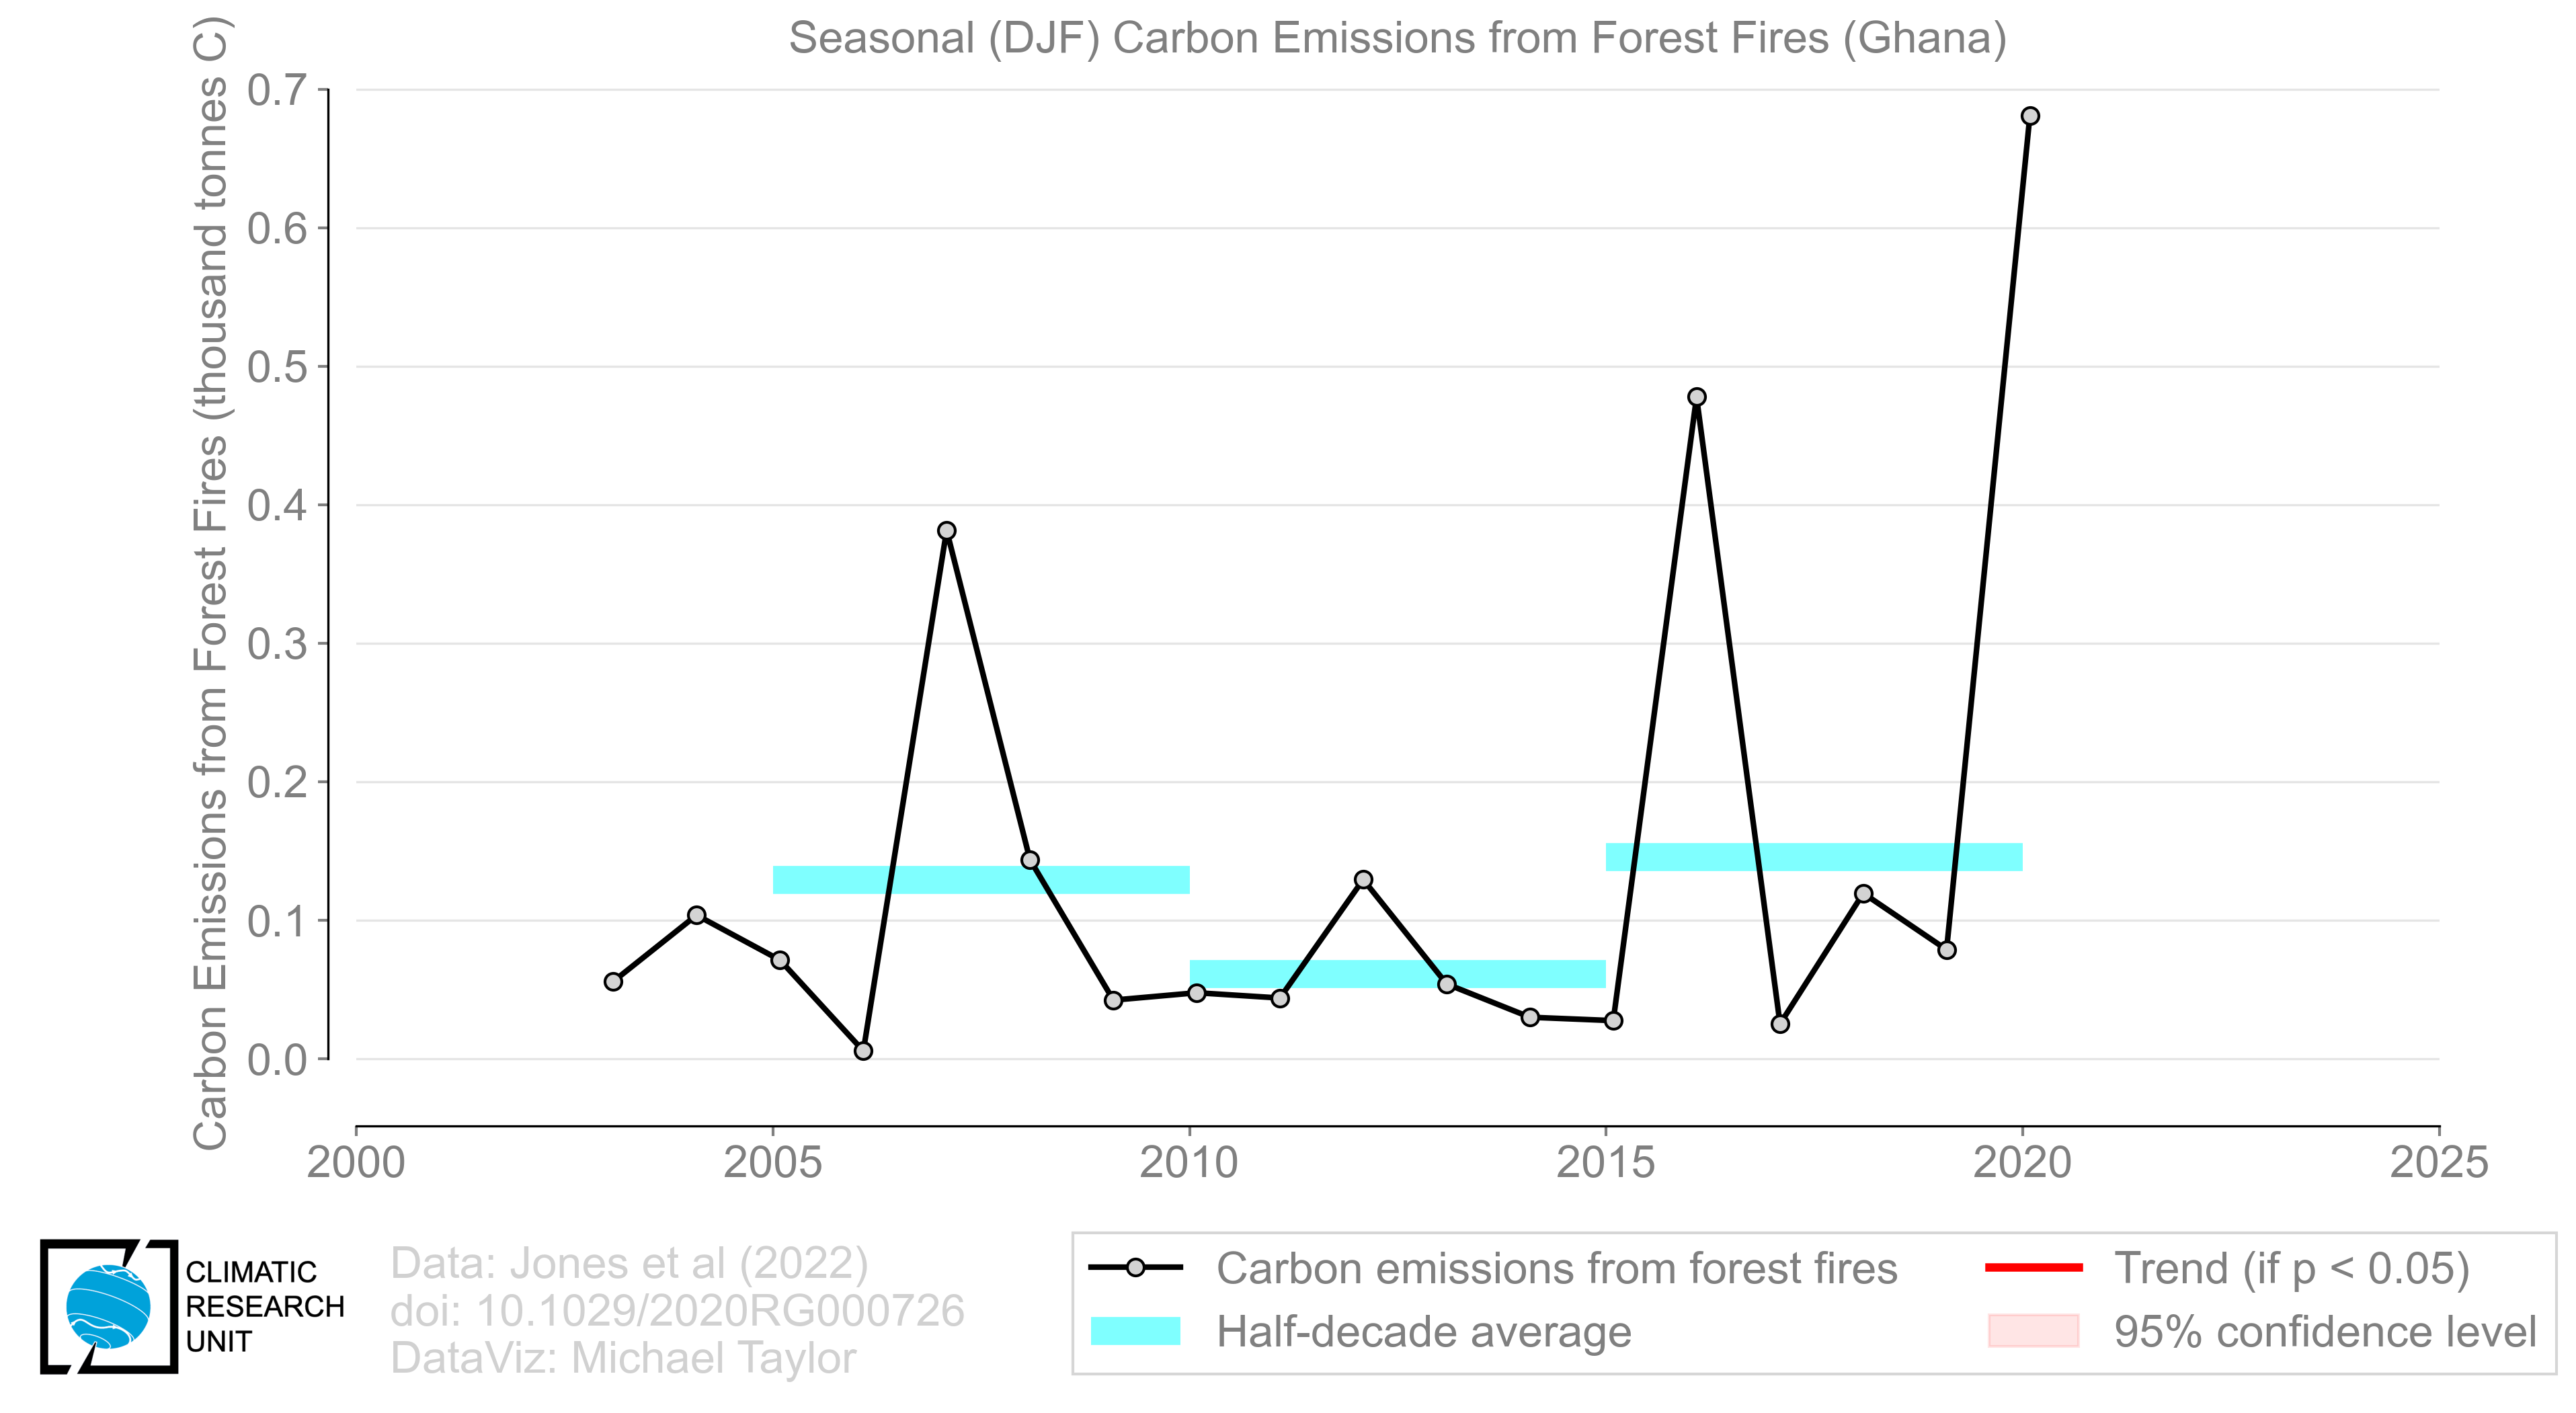 Seasonal (DJF) Carbon Emissions from Forest Fires (Ghana)
Carbon Emissions from Forest Fires (thousand tonnes C)
0.7
0.6
0.5
0.4
0.3
0.2
0.1
0.0
2000 2005 2010 2015 2020 2025
CLIMATIC
RESEARCH
UNIT
Data: Jones et al (2022)
doi: 10.1029/2020RG000726
DataViz: Michael Taylor
Carbon emissions from forest fires
Half-decade average
Trend (if p < 0.05)
95% confidence level